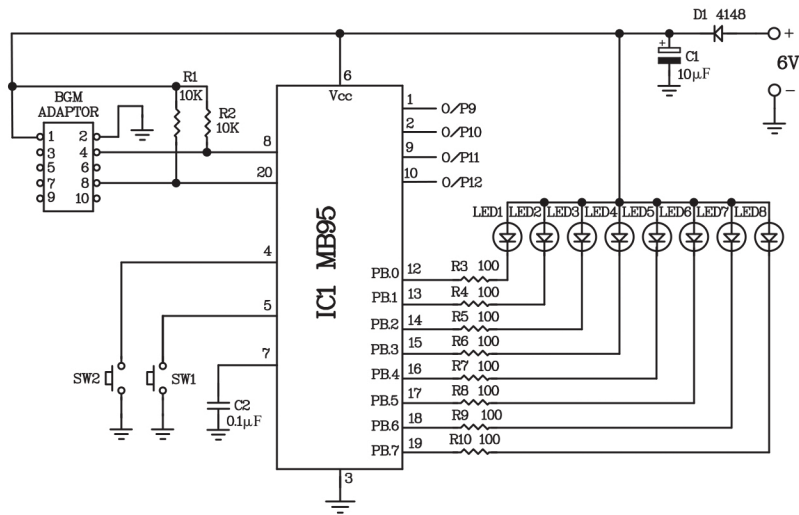 D1 4148
+
6V
C1
10µF
+
−
R1
10K
R2
10K
BGM
ADAPTOR
1 2
3 4
5 6
7 8
9 10
6
Vcc
8
20
4
5
7
3
IC1 MB95
1 O/P9
2 O/P10
9 O/P11
10 O/P12
LED1 LED2 LED3 LED4 LED5 LED6 LED7 LED8
PB.0 12 R3 100
PB.1 13 R4 100
PB.2 14 R5 100
PB.3 15 R6 100
PB.4 16 R7 100
PB.5 17 R8 100
PB.6 18 R9 100
PB.7 19 R10 100
SW2
SW1
C2
0.1µF